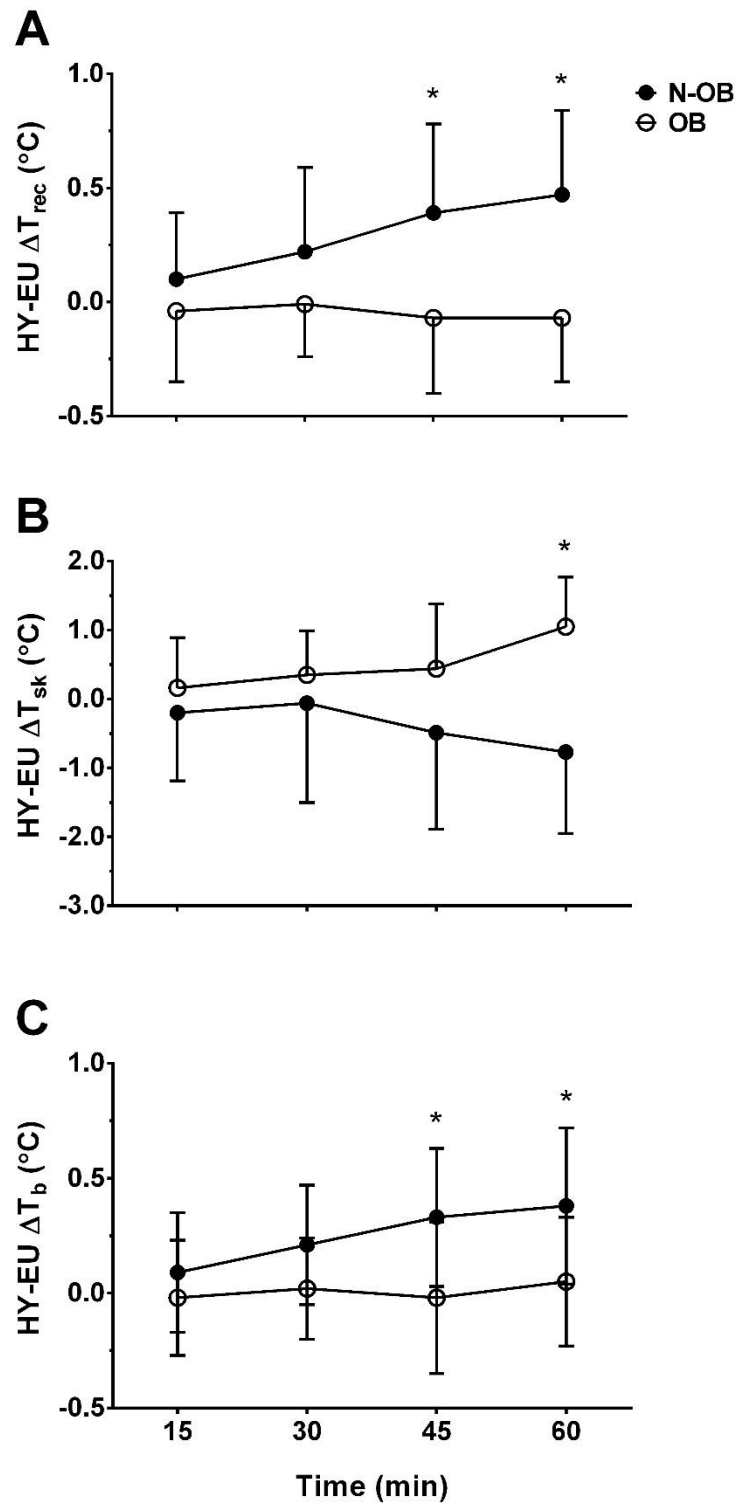 A
HY-EU ΔTrec (°C)
1.0
0.5
0.0
-0.5
* *
N-OB
OB
B
HY-EU ΔTsk (°C)
2.0
1.0
0.0
-1.0
-2.0
-3.0
*
C
HY-EU ΔTb (°C)
1.0
0.5
0.0
-0.5
* *
15 30 45 60
Time (min)